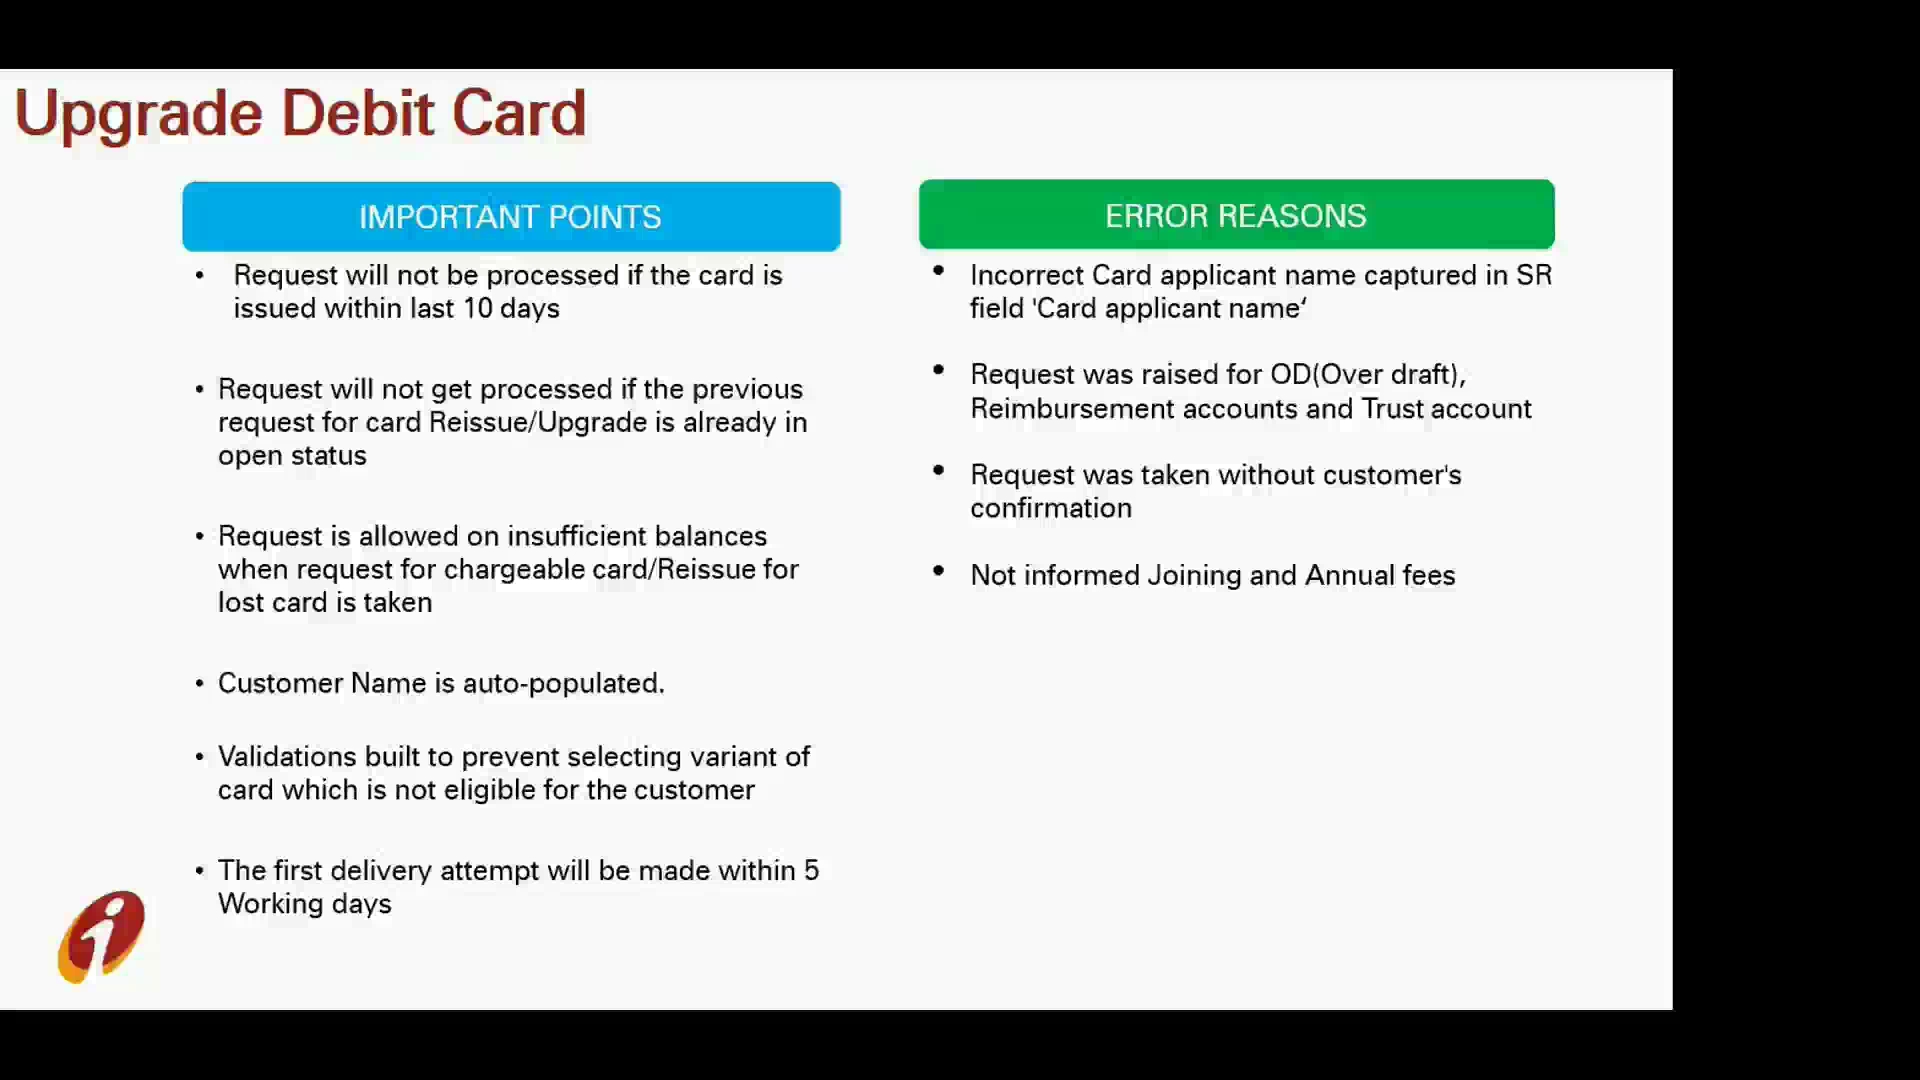 Upgrade Debit Card
IMPORTANT POINTS
• Request will not be processed if the card is
issued within last 10 days
• Request will not get processed if the previous
request for card Reissue/Upgrade is already in
open status
• Request is allowed on insufficient balances
when request for chargeable card/Reissue for
lost card is taken
• Customer Name is auto-populated.
• Validations built to prevent selecting variant of
card which is not eligible for the customer
• The first delivery attempt will be made within 5
Working days
ERROR REASONS
• Incorrect Card applicant name captured in SR
field 'Card applicant name‘
• Request was raised for OD(Over draft),
Reimbursement accounts and Trust account
• Request was taken without customer's
confirmation
• Not informed Joining and Annual fees